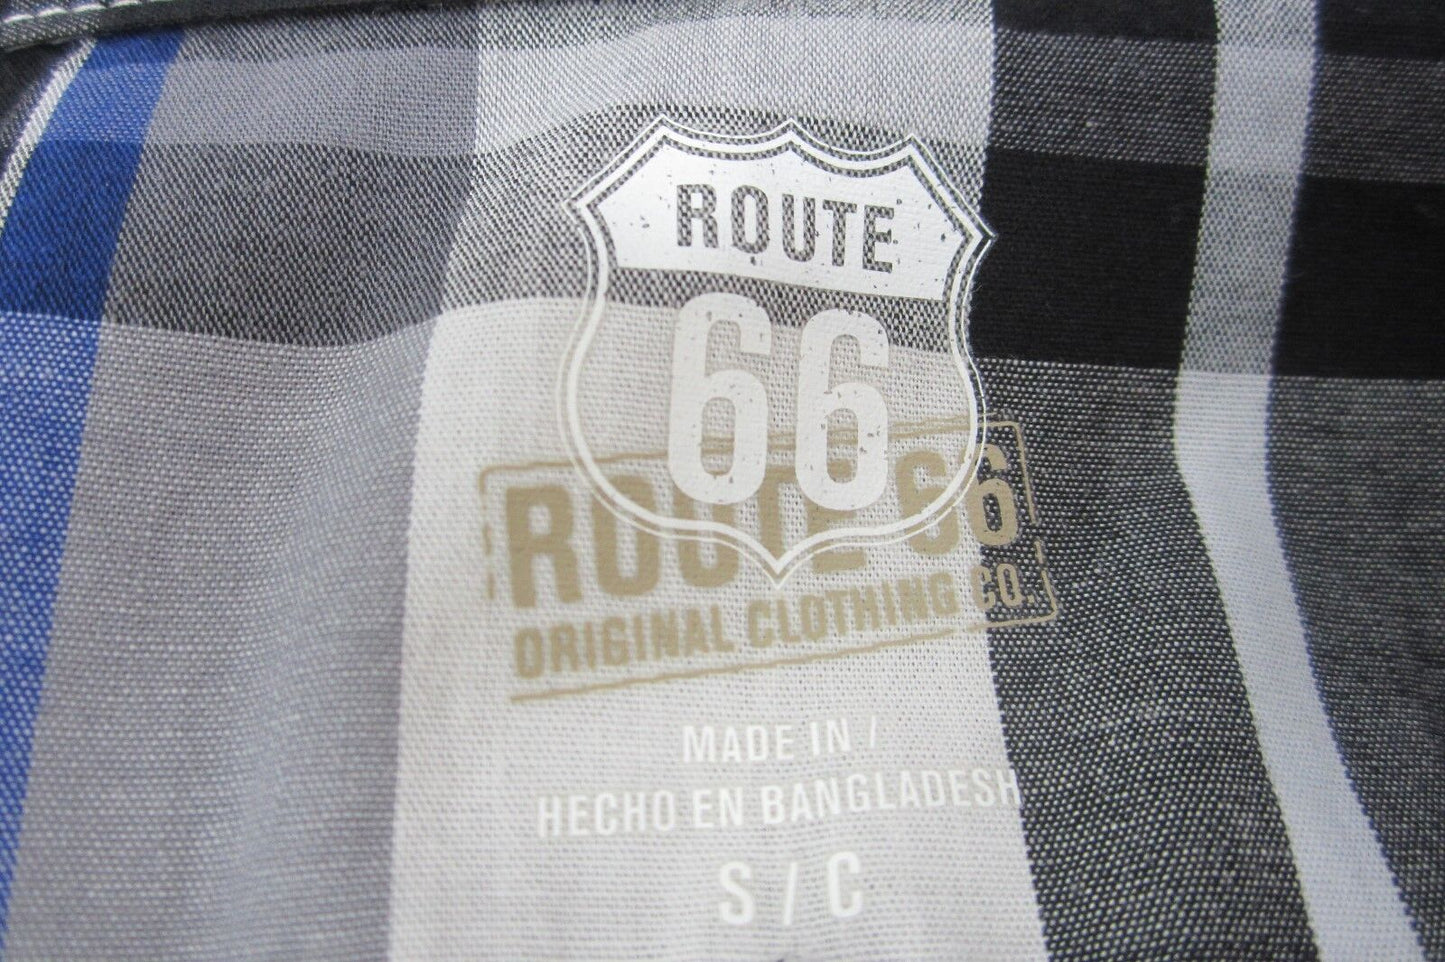 ROUTE
66
ROUTE 66
ORIGINAL CLOTHING CO.
MADE IN /
HECHO EN BANGLADESH
S / C